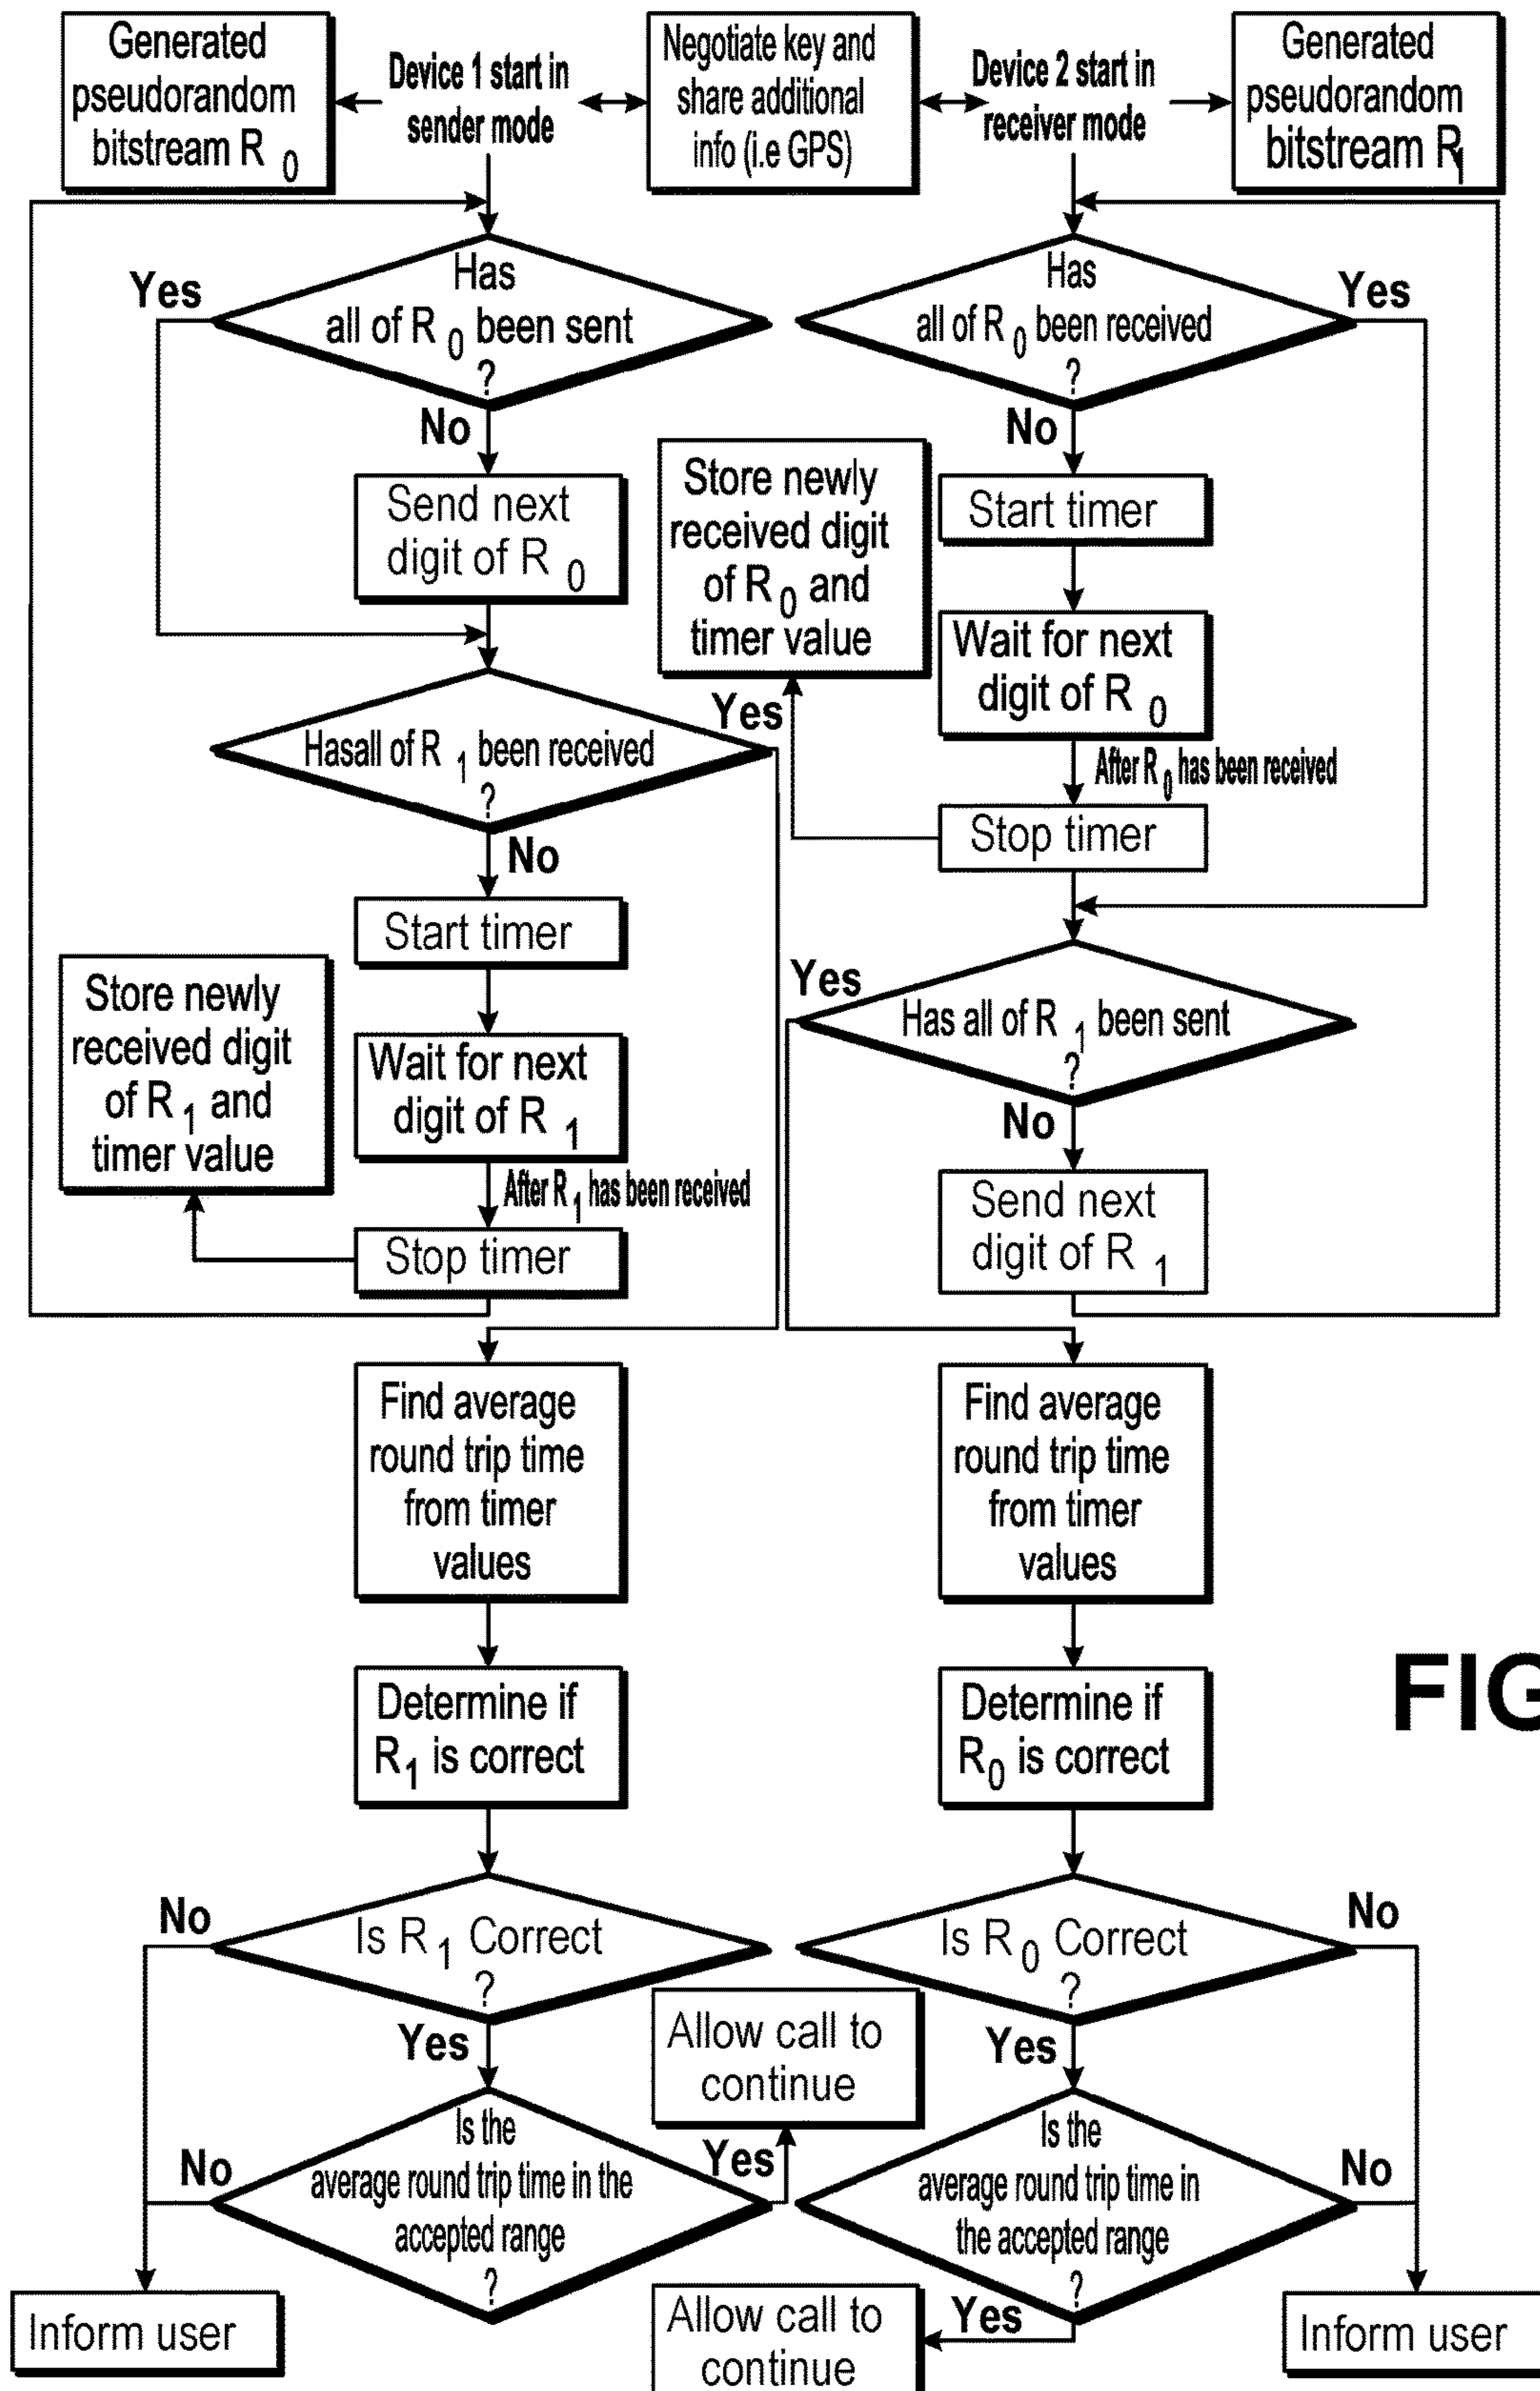 Generated
pseudorandom
bitstream R 0
Device 1 start in
sender mode
Negotiate key and
share additional
info (i.e GPS)
Device 2 start in
receiver mode
Generated
pseudorandom
bitstream R1
Has
all of R 0 been sent
?
Yes
No
Send next
digit of R 0
Hasall of R 1 been received
?
Yes
No
Start timer
Wait for next
digit of R 1
After R 1 has been received
Stop timer
Store newly
received digit
of R 1 and
timer value
Has
all of R 0 been received
?
Yes
No
Start timer
Wait for next
digit of R 0
After R 0 has been received
Stop timer
Store newly
received digit
of R 0 and
timer value
Has all of R 1 been sent
?
Yes
No
Send next
digit of R 1
Find average
round trip time
from timer
values
Determine if
R1 is correct
Is R 1 Correct
?
No
Yes
Is the
average round trip time in the
accepted range
?
No
Yes
Allow call to
continue
Inform user
Find average
round trip time
from timer
values
Determine if
R0 is correct
Is R 0 Correct
?
No
Yes
Is the
average round trip time in
the accepted range
?
No
Yes
Allow call to
continue
Inform user
FIG